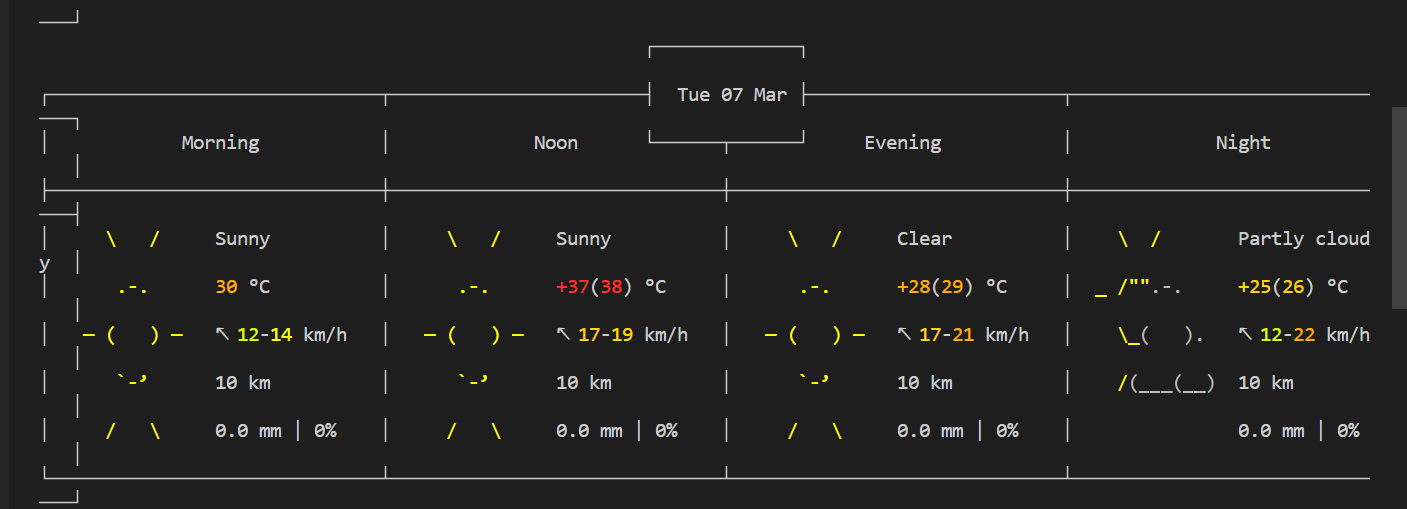 Tue 07 Mar
Morning Noon Evening Night
\ / Sunny \ / Sunny \ / Clear \ / Partly cloud
y
.-. 30 °C .-. +37(38) °C .-. +28(29) °C _ /"".-. +25(26) °C
― ( ) ― ↖ 12-14 km/h ― ( ) ― ↖ 17-19 km/h ― ( ) ― ↖ 17-21 km/h \_( ). ↖ 12-22 km/h
`-’ 10 km `-’ 10 km `-’ 10 km /(___(__) 10 km
/ \ 0.0 mm | 0% / \ 0.0 mm | 0% / \ 0.0 mm | 0% 0.0 mm | 0%